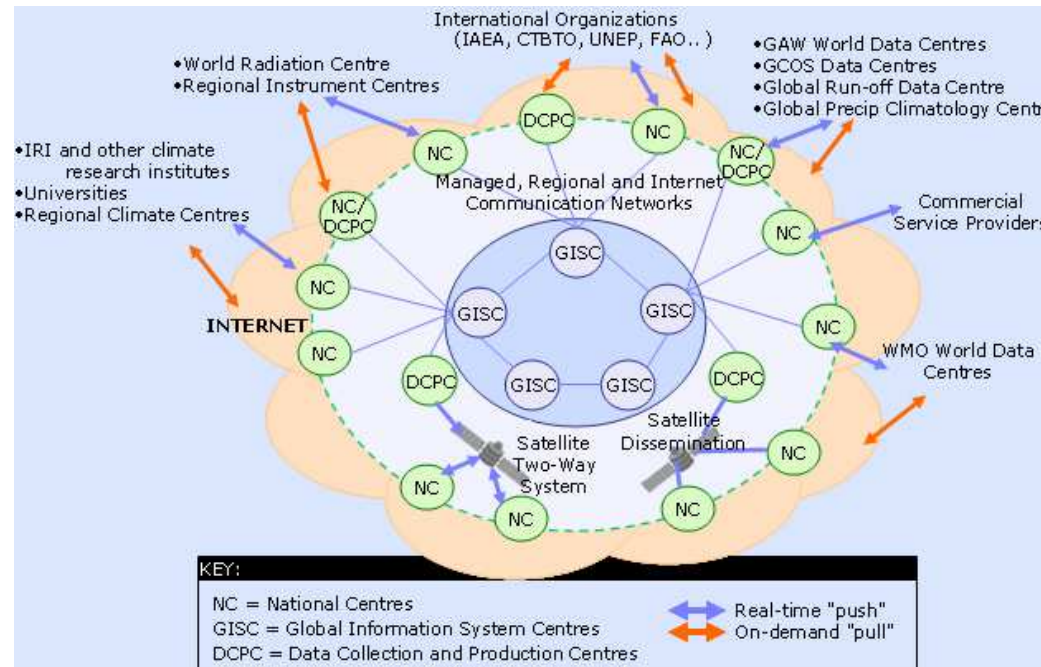 International Organizations
(IAEA, CTBTO, UNEP, FAO.. )
•World Radiation Centre
•Regional Instrument Centres
•GAW World Data Centres
•GCOS Data Centres
•Global Run-off Data Centre
•Global Precip Climatology Cent
•IRI and other climate
research institutes
•Universities
•Regional Climate Centres
DCPC
NC
NC
NC/
DCPC
NC/
DCPC
Managed, Regional and Internet
Communication Networks
Commercial
Service Providers
NC
GISC
NC
GISC
GISC
INTERNET
NC
NC
WMO World Data
Centres
DCPC
GISC
GISC
DCPC
Satellite
Two-Way
System
Satellite
Dissemination
NC
NC
NC
NC
KEY:
NC = National Centres
GISC = Global Information System Centres
DCPC = Data Collection and Production Centres
Real-time "push"
On-demand "pull"